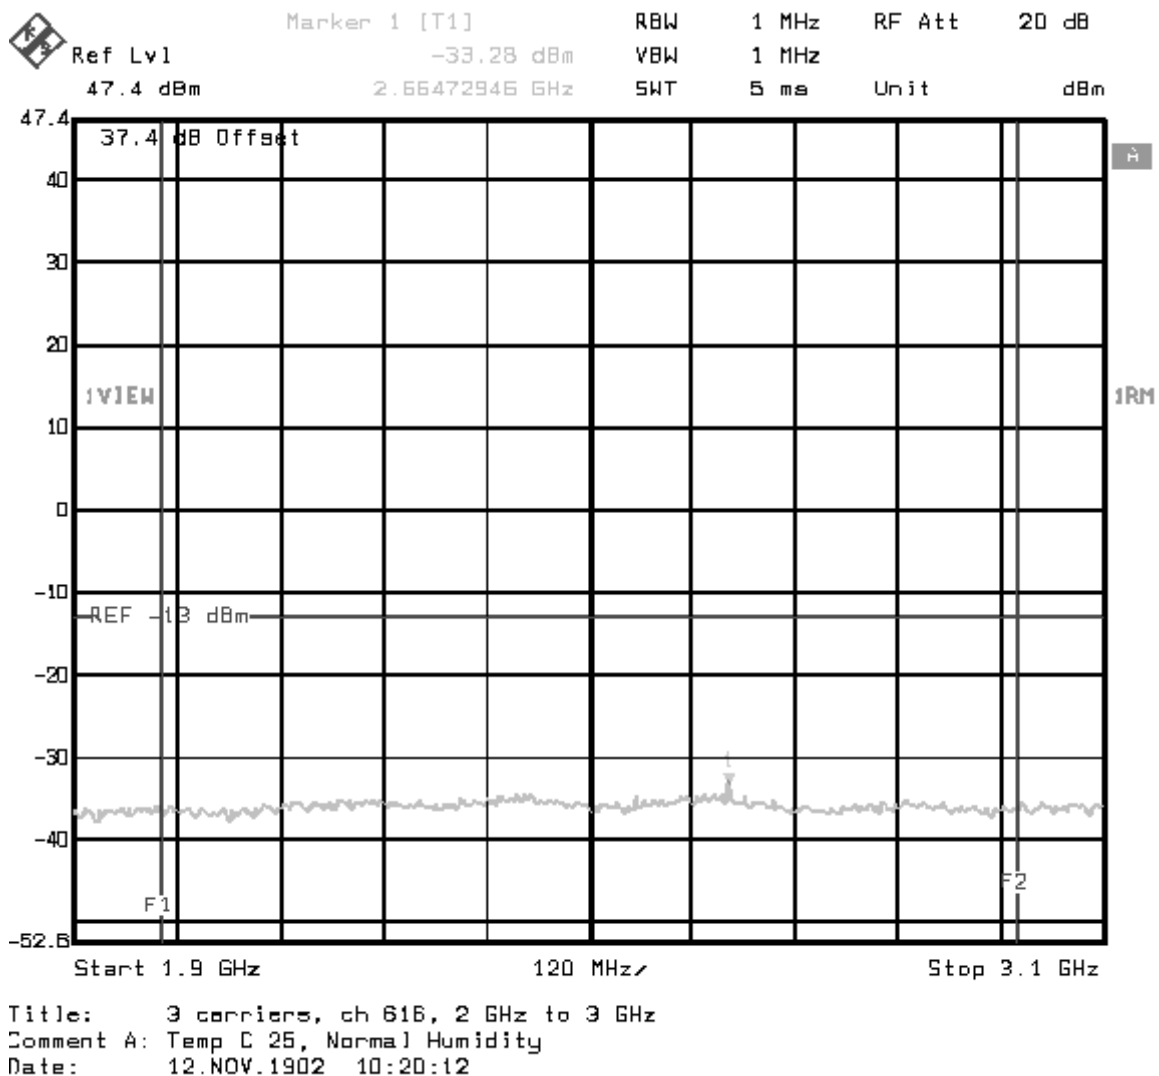 Marker 1 [T1] RBW 1 MHz RF Att 20 dB
Ref Lvl -33.28 dBm VBW 1 MHz
47.4 dBm 2.66472946 GHz SWT 5 ms Unit dBm
47.4
37.4 dB Offset
A
40
30
20
1VIEW 1RM
10
0
-10
REF -13 dBm
-20
-30
1
-40
F2
F1
-52.6
Start 1.9 GHz 120 MHz/ Stop 3.1 GHz
Title: 3 carriers, ch 616, 2 GHz to 3 GHz
Comment A: Temp C 25, Normal Humidity
Date: 12.NOV.1902 10:20:12